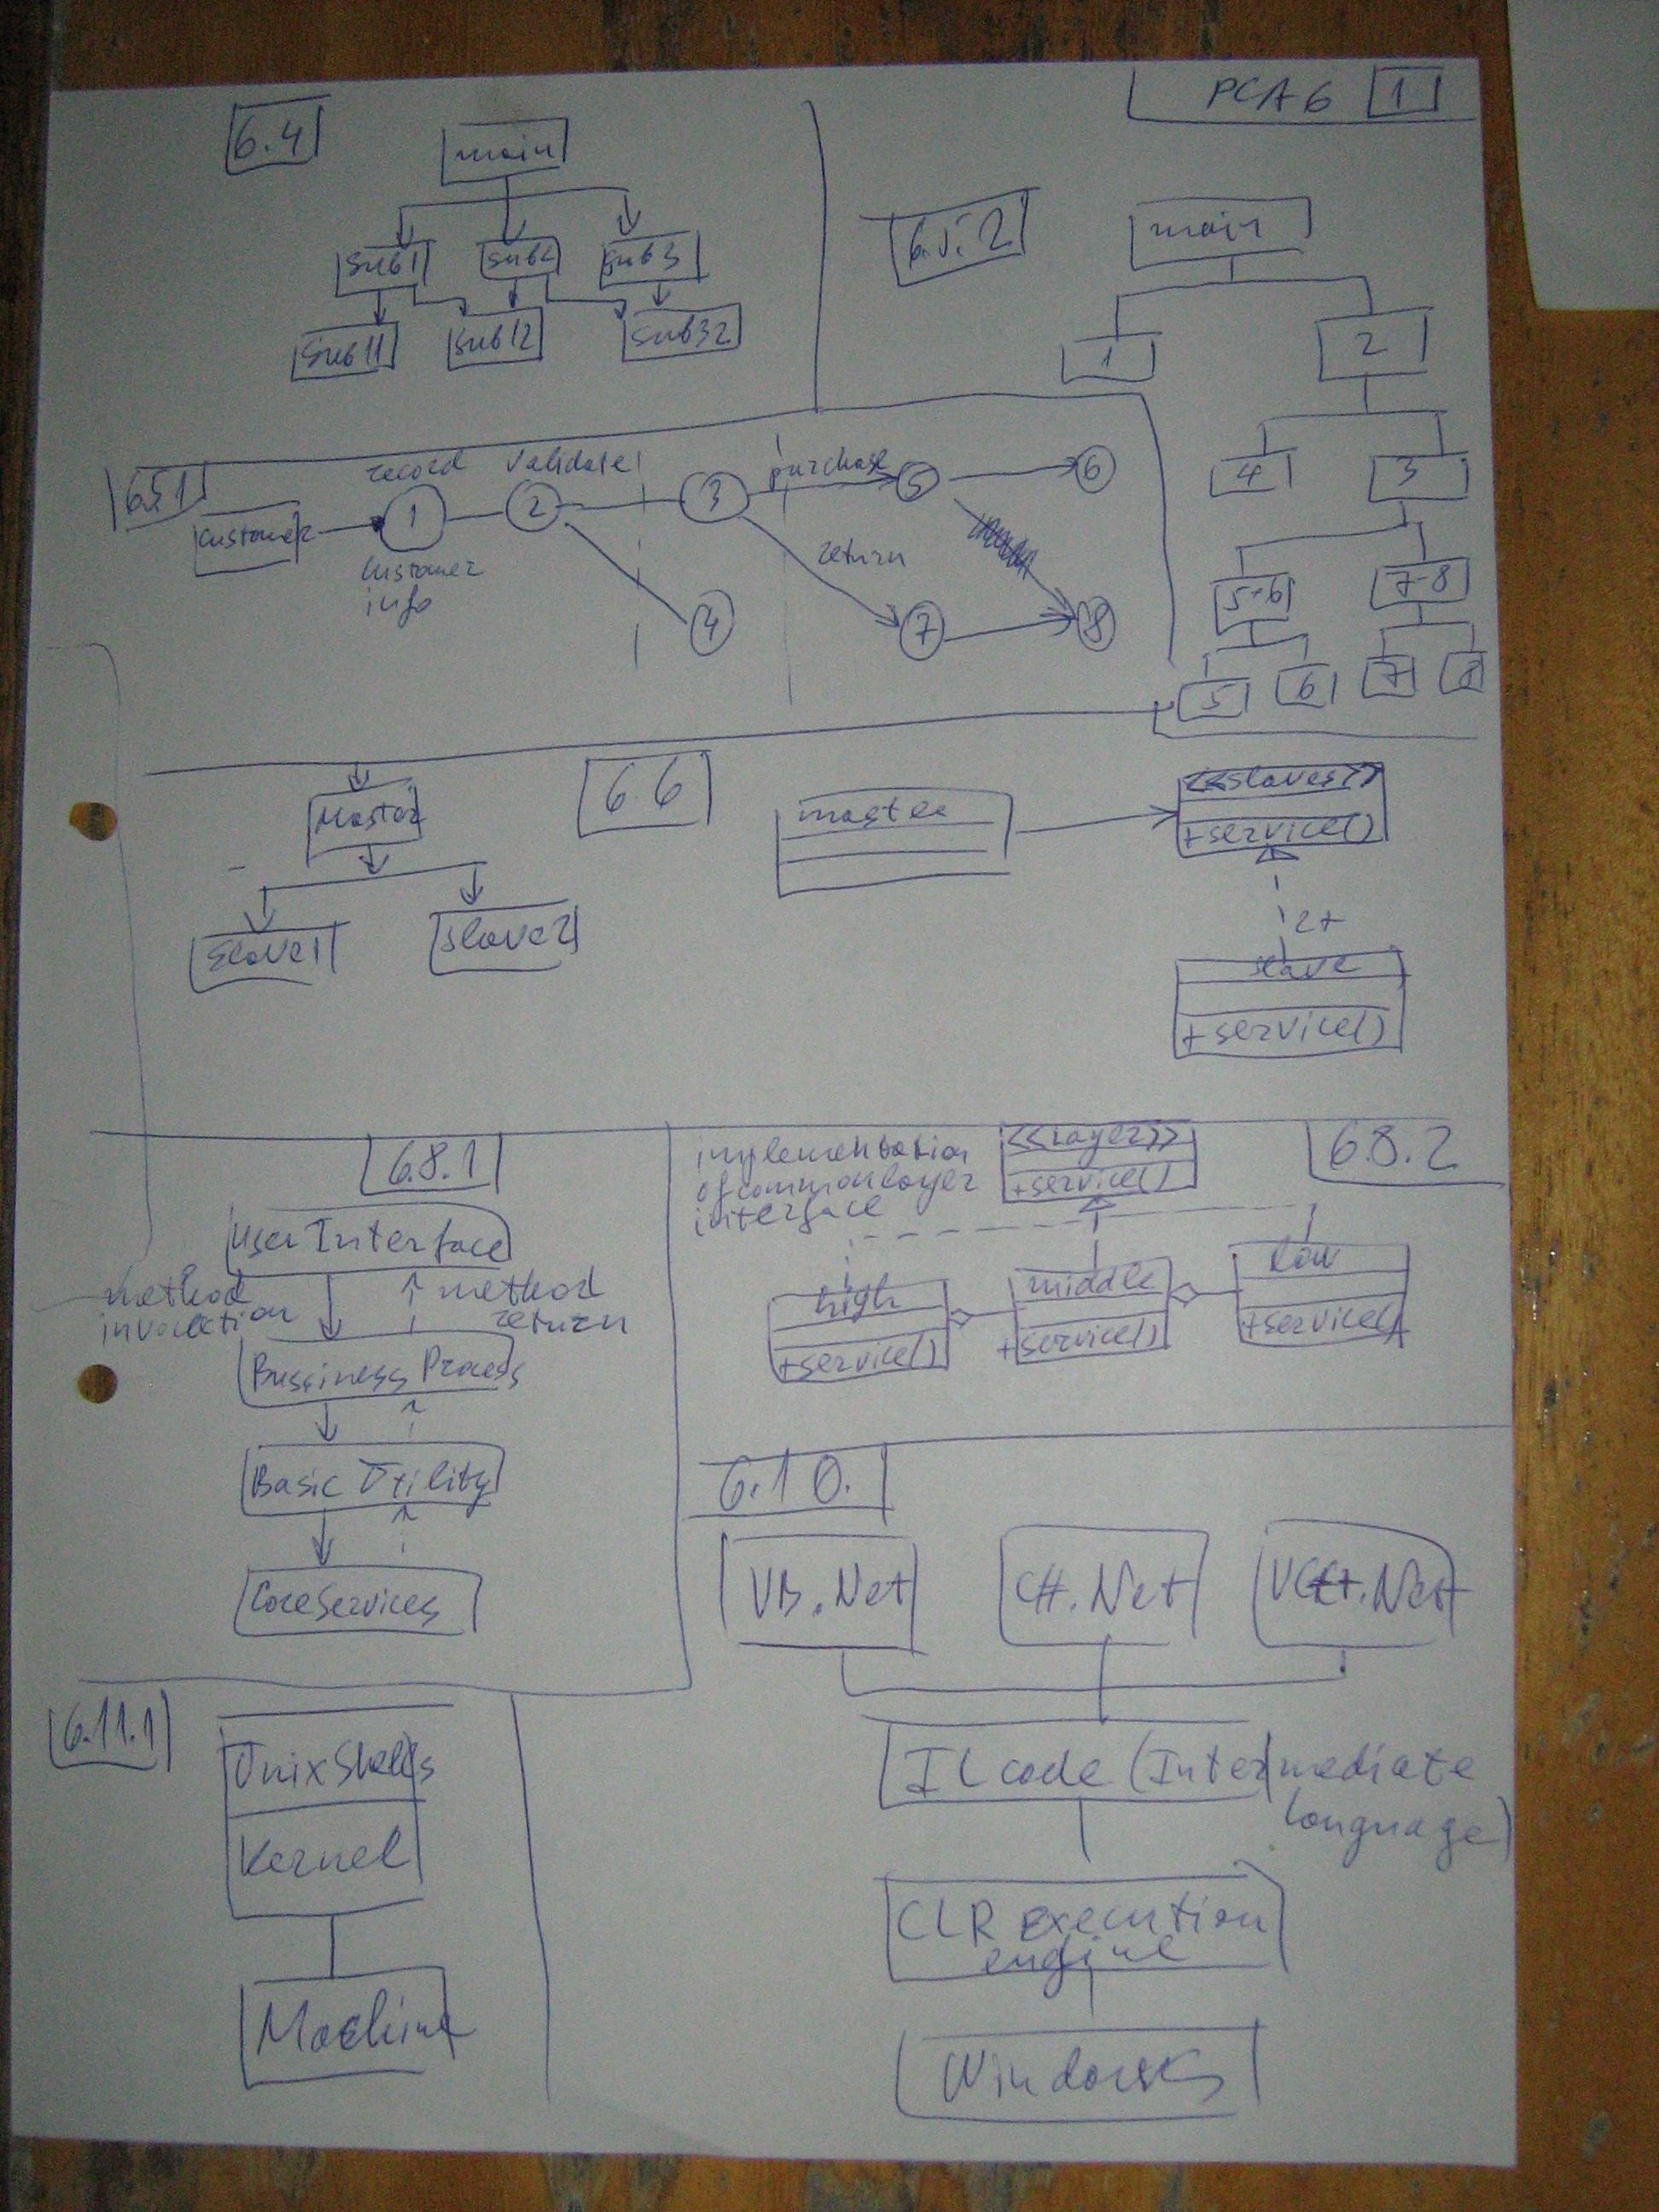 PCA6 1
6.4
main
sub1 sub2 sub3
sub11 sub12 sub32
6.5.2
main
1 2
4 3
5-6 7-8
5 6 7 8
6.5.1
record validate purchase
customer 1 2 3 5 6
customer
info
return
4 7 8
6.6
Master
Slave1 Slave2
master
<<slaves>>
+service()
2+
slave
+service()
6.8.1
User Interface
method
invocation
method
return
Bussiness Process
Basic Utility
CoreServices
6.8.2
implementation
of common layer
interface
<<Layer>>
+service()
high middle low
+service() +service() +service()
6.10.
VB.Net C#.Net VC++.Net
IL code (Intermediate
language)
CLR execution
engine
Windows
6.11.1
Unix Shells
Kernel
Machine